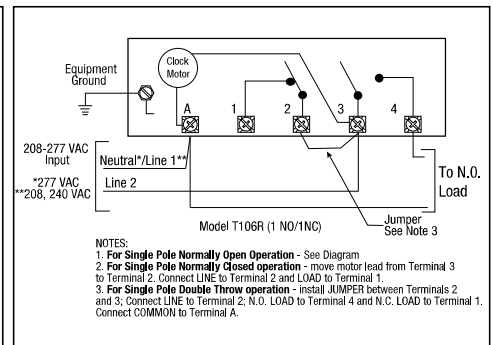 Equipment
Ground
Clock
Motor
A 1 2 3 4
208-277 VAC
Input
*277 VAC
**208, 240 VAC
Neutral*/Line 1**
Line 2
To N.O.
Load
Jumper
See Note 3
Model T106R (1 NO/1NC)
NOTES:
1. For Single Pole Normally Open Operation - See Diagram
2. For Single Pole Normally Closed operation - move motor lead from Terminal 3
to Terminal 2. Connect LINE to Terminal 2 and LOAD to Terminal 1.
3. For Single Pole Double Throw operation - install JUMPER between Terminals 2
and 3; Connect LINE to Terminal 2; N.O. LOAD to Terminal 4 and N.C. LOAD to Terminal 1.
Connect COMMON to Terminal A.